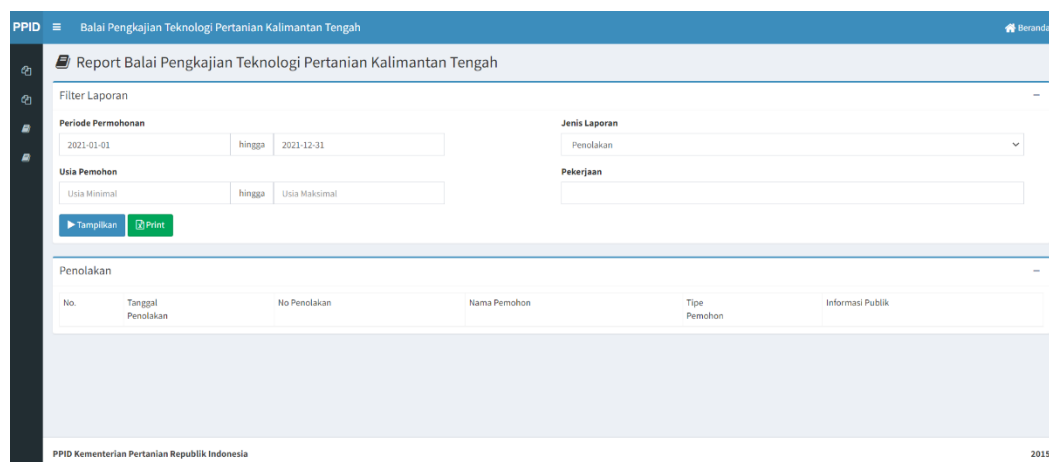 PPID Balai Pengkajian Teknologi Pertanian Kalimantan Tengah Beranda
Report Balai Pengkajian Teknologi Pertanian Kalimantan Tengah
Filter Laporan
Periode Permohonan Jenis Laporan
2021-01-01 hingga 2021-12-31 Penolakan
Usia Pemohon Pekerjaan
Usia Minimal hingga Usia Maksimal
Tampilkan Print
Penolakan
No. Tanggal No Penolakan Nama Pemohon Tipe Informasi Publik
Penolakan Pemohon
PPID Kementerian Pertanian Republik Indonesia 2015